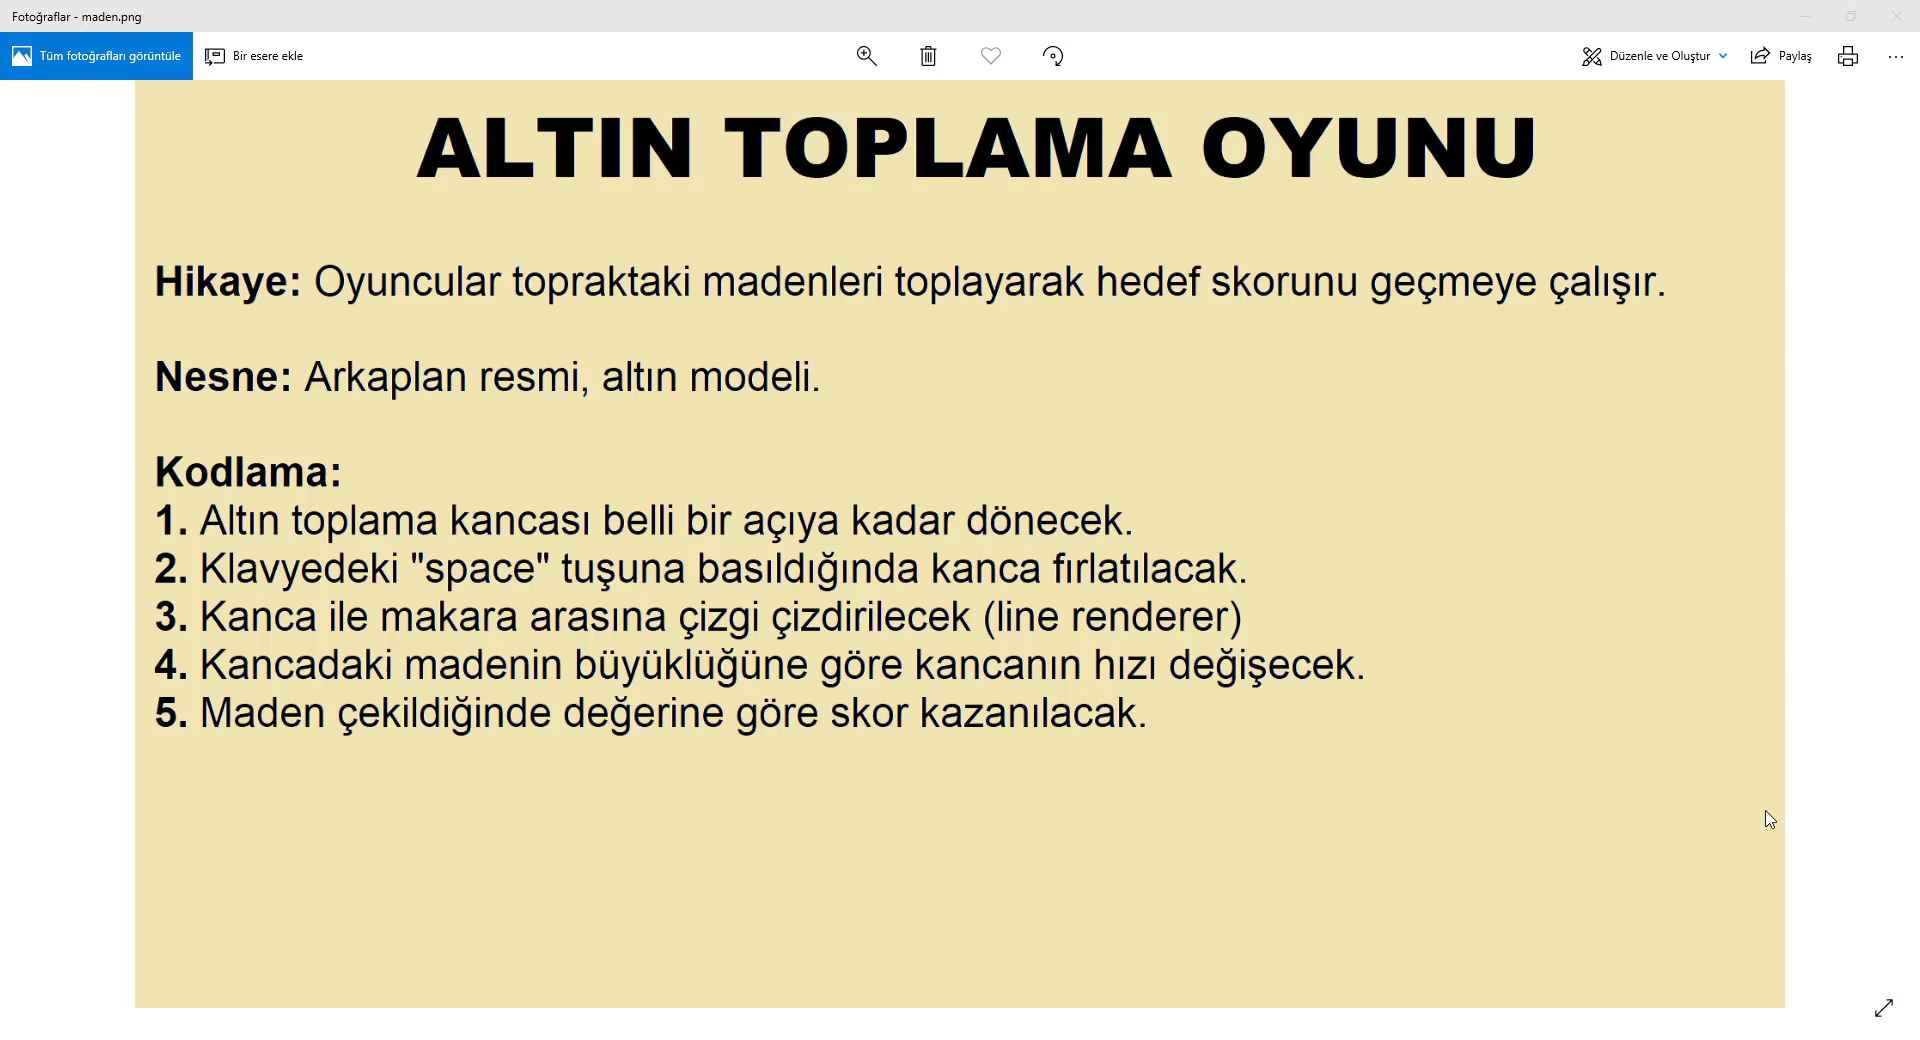 Fotoğraflar - maden.png
Tüm fotoğrafları görüntüle
Bir esere ekle
Düzenle ve Oluştur
Paylaş
ALTIN TOPLAMA OYUNU
Hikaye: Oyuncular topraktaki madenleri toplayarak hedef skorunu geçmeye çalışır.
Nesne: Arkaplan resmi, altın modeli.
Kodlama:
1. Altın toplama kancası belli bir açıya kadar dönecek.
2. Klavyedeki "space" tuşuna basıldığında kanca fırlatılacak.
3. Kanca ile makara arasına çizgi çizdirilecek (line renderer)
4. Kancadaki madenin büyüklüğüne göre kancanın hızı değişecek.
5. Maden çekildiğinde değerine göre skor kazanılacak.